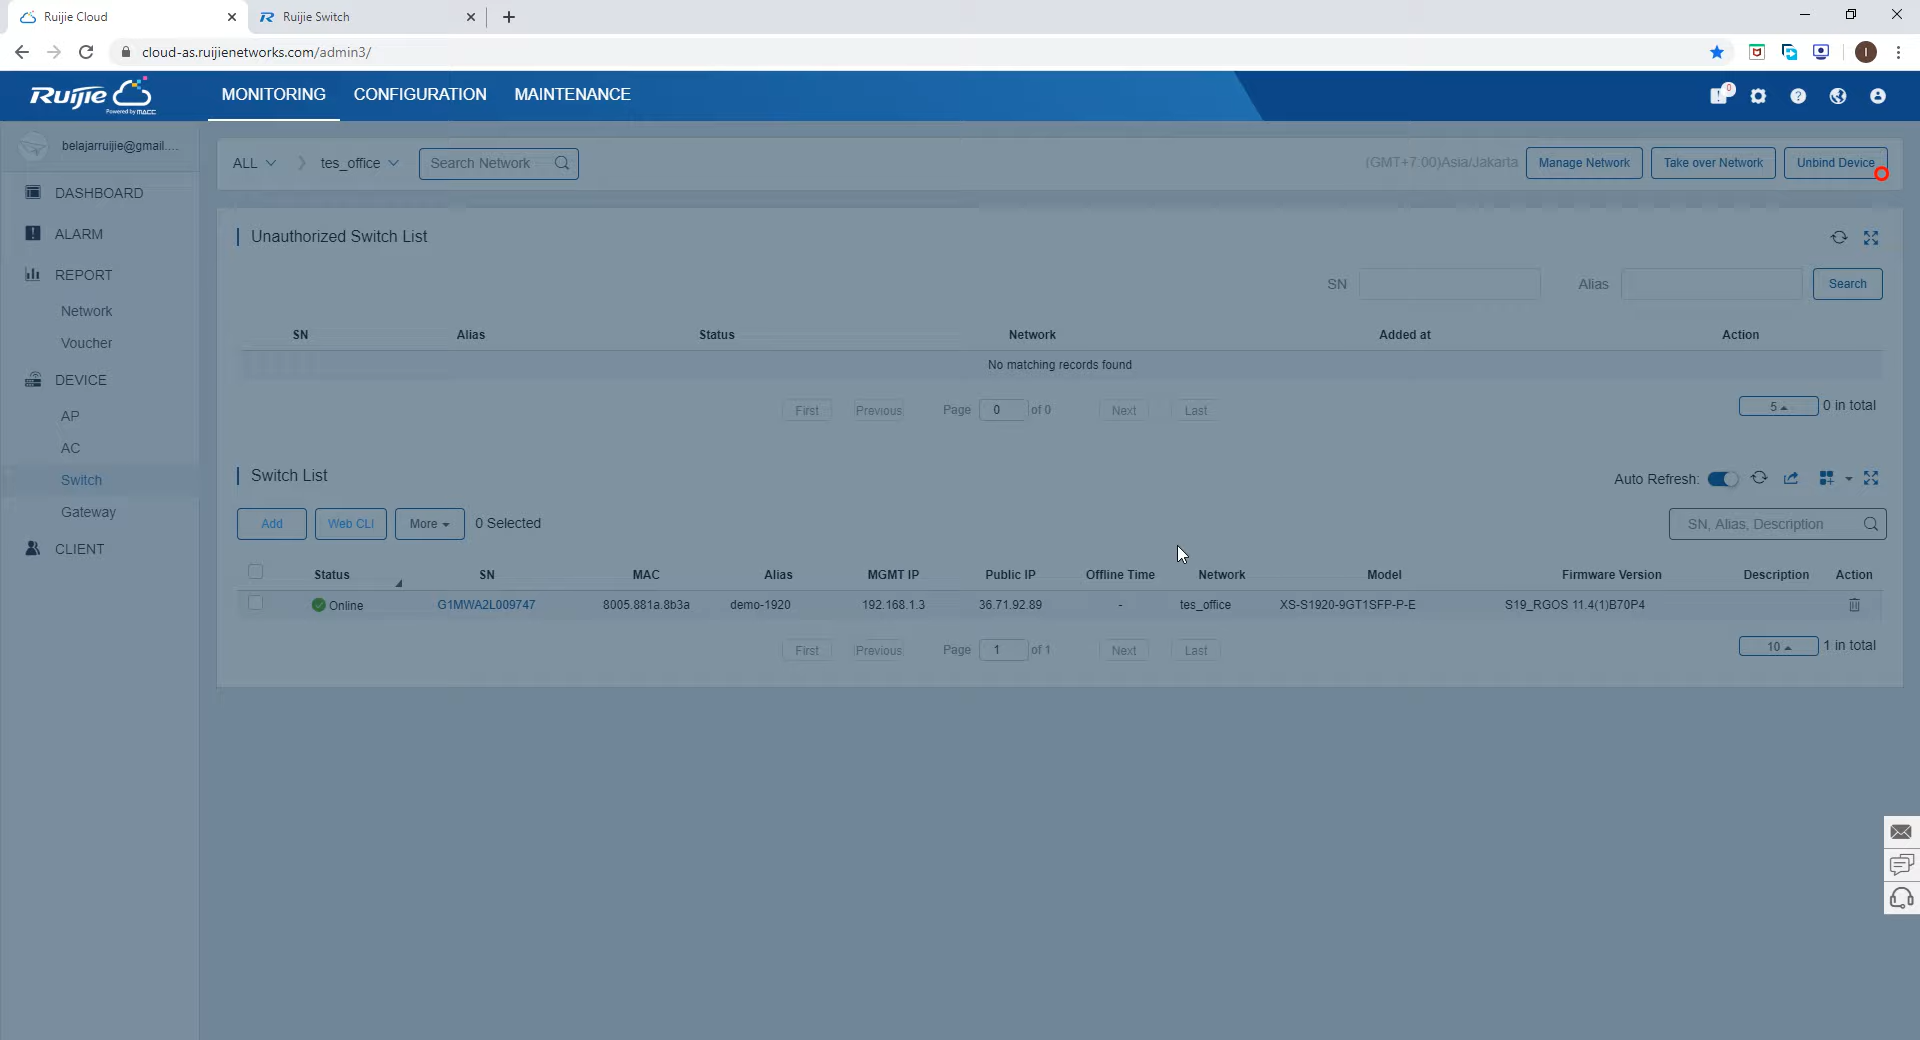 Ruijie Cloud
Ruijie Switch
cloud-as.ruijienetworks.com/admin3/
Ruijie
Powered by MACC
MONITORING CONFIGURATION MAINTENANCE
0
belajarruijie@gmail....
DASHBOARD
ALARM
REPORT
Network
Voucher
DEVICE
AP
AC
Switch
Gateway
CLIENT
ALL tes_office Search Network (GMT+7:00)Asia/Jakarta Manage Network Take over Network Unbind Device
Unauthorized Switch List
SN Alias Search
SN Alias Status Network Added at Action
No matching records found
First Previous Page 0 of 0 Next Last 5 0 in total
Switch List Auto Refresh:
Add Web CLI More 0 Selected SN, Alias, Description
Status SN MAC Alias MGMT IP Public IP Offline Time Network Model Firmware Version Description Action
Online G1MWA2L009747 8005.881a.8b3a demo-1920 192.168.1.3 36.71.92.89 - tes_office XS-S1920-9GT1SFP-P-E S19_RGOS 11.4(1)B70P4
First Previous Page 1 of 1 Next Last 10 1 in total